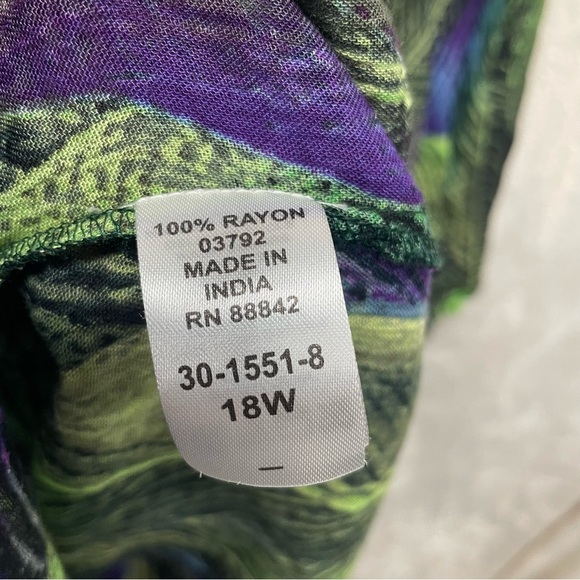 100% RAYON
03792
MADE IN
INDIA
RN 88842
30-1551-8
18W